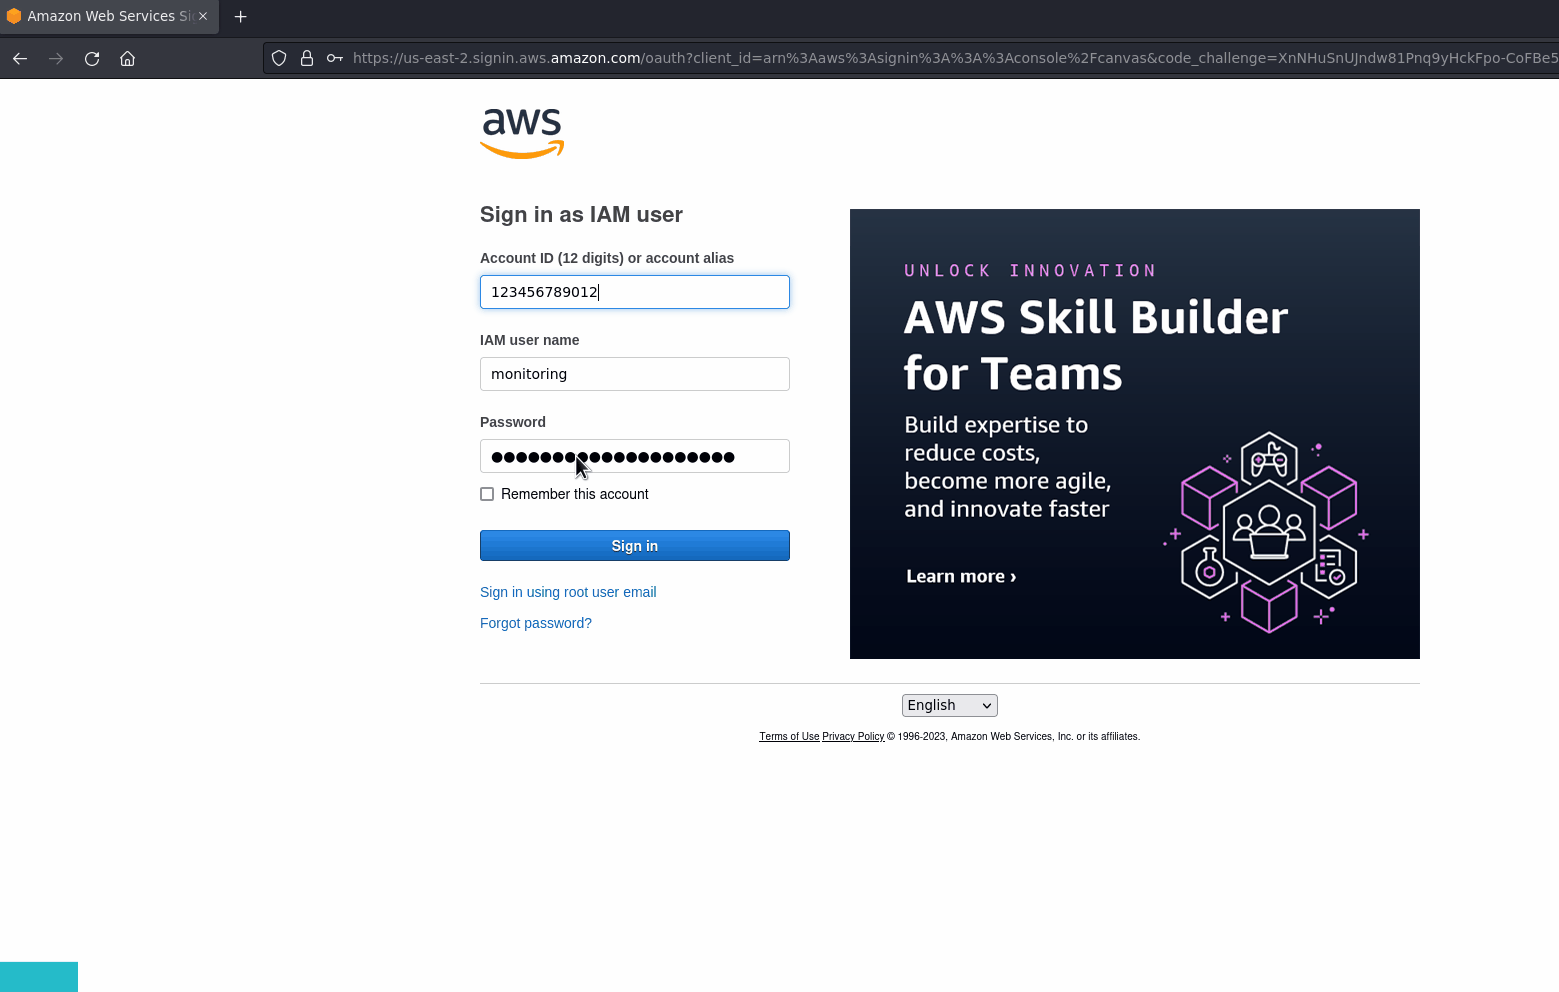 Amazon Web Services Si
https://us-east-2.signin.aws.amazon.com/oauth?client_id=arn%3Aaws%3Asignin%3A%3A%3Aconsole%2Fcanvas&code_challenge=XnNHuSnUJndw81Pnq9yHckFpo-CoFBe5
aws
Sign in as IAM user
Account ID (12 digits) or account alias
123456789012
IAM user name
monitoring
Password
●●●●●●●●●●●●●●●●●●●●
Remember this account
Sign in
Sign in using root user email
Forgot password?
UNLOCK INNOVATION
AWS Skill Builder
for Teams
Build expertise to
reduce costs,
become more agile,
and innovate faster
Learn more ›
English
Terms of Use Privacy Policy © 1996-2023, Amazon Web Services, Inc. or its affiliates.